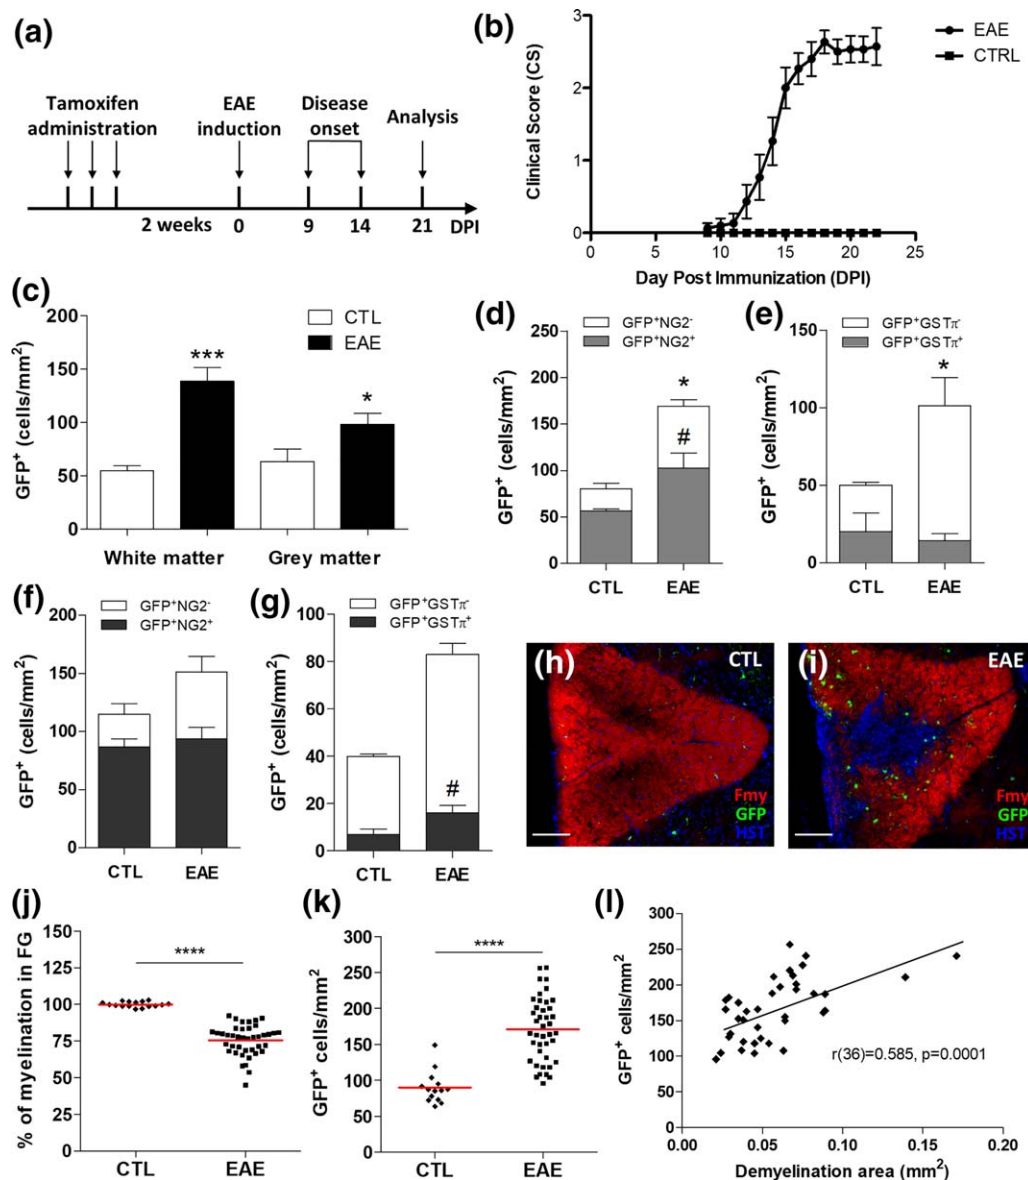 (a)
Tamoxifen administration
EAE induction
Disease onset
Analysis
2 weeks 0 9 14 21 DPI
(b)
Clinical Score (CS)
3
2
1
0
0 5 10 15 20 25
Day Post Immunization (DPI)
EAE
CTRL
(c)
GFP⁺ (cells/mm²)
200
150
100
50
0
CTL
EAE
***
*
White matter Grey matter
(d)
GFP⁺ (cells/mm²)
250
200
150
100
50
0
GFP⁺NG2⁻
GFP⁺NG2⁺
*
#
CTL EAE
(e)
GFP⁺ (cells/mm²)
150
100
50
0
GFP⁺GSTπ⁻
GFP⁺GSTπ⁺
*
CTL EAE
(f)
GFP⁺ (cells/mm²)
200
150
100
50
0
GFP⁺NG2⁻
GFP⁺NG2⁺
CTL EAE
(g)
GFP⁺ (cells/mm²)
100
80
60
40
20
0
GFP⁺GSTπ⁻
GFP⁺GSTπ⁺
#
CTL EAE
(h)
CTL
Fmy
GFP
HST
(i)
EAE
Fmy
GFP
HST
(j)
% of myelination in FG
150
125
100
75
50
25
0
****
CTL EAE
(k)
GFP⁺ cells/mm²
300
250
200
150
100
50
0
****
CTL EAE
(l)
GFP⁺ cells/mm²
300
250
200
150
100
50
0
r(36)=0.585, p=0.0001
0.00 0.05 0.10 0.15 0.20
Demyelination area (mm²)